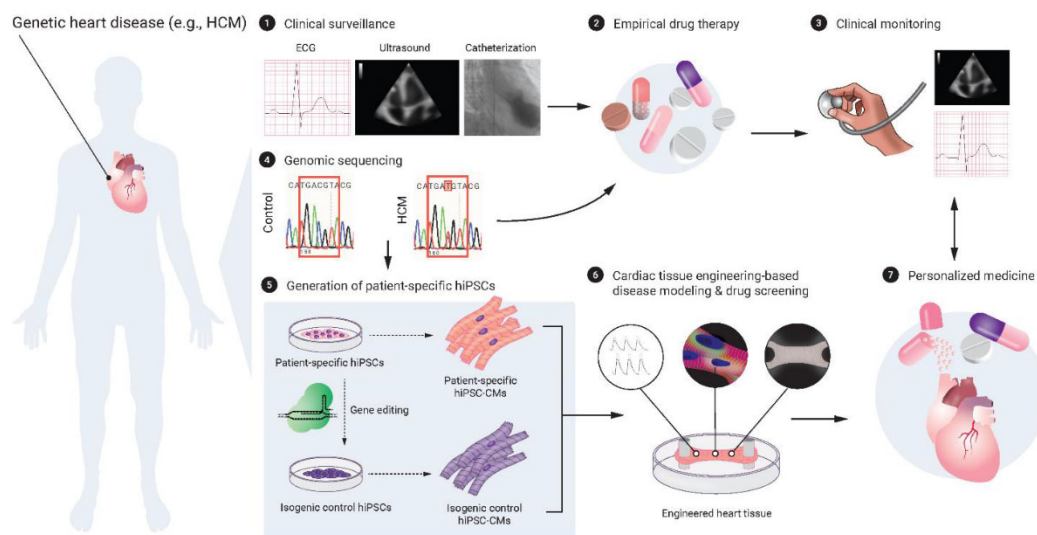 Genetic heart disease (e.g., HCM)
1 Clinical surveillance
ECG
Ultrasound
Catheterization
2 Empirical drug therapy
3 Clinical monitoring
4 Genomic sequencing
Control
CATGACGTACG
HCM
CATGATGTACG
160
5 Generation of patient-specific hiPSCs
Patient-specific hiPSCs
Patient-specific
hiPSC-CMs
Gene editing
Isogenic control hiPSCs
Isogenic control
hiPSC-CMs
6 Cardiac tissue engineering-based
disease modeling & drug screening
Engineered heart tissue
7 Personalized medicine